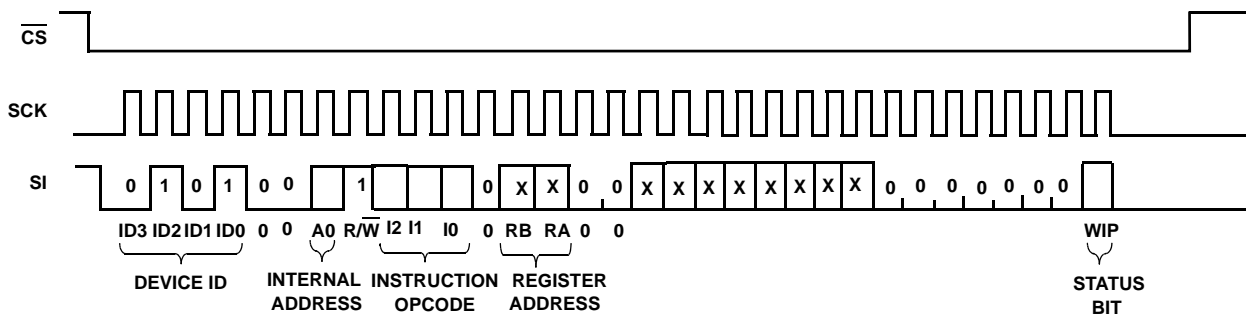 CS
SCK
SI
0 1 0 1 0 0 1 0 X X 0 0 X X X X X X X X 0 0 0 0 0 0 0
ID3 ID2 ID1 ID0 0 0 A0 R/W I2 I1 I0 0 RB RA 0 0 WIP
DEVICE ID
INTERNAL ADDRESS
INSTRUCTION OPCODE
REGISTER ADDRESS
STATUS BIT